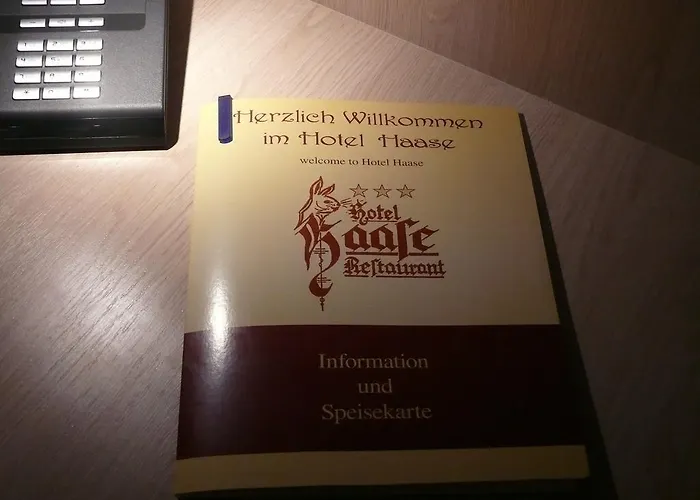 Herzlich Willkommen
im Hotel Haase
welcome to Hotel Haase
Hotel
Haaſe
Reſtaurant
Information
und
Speisekarte